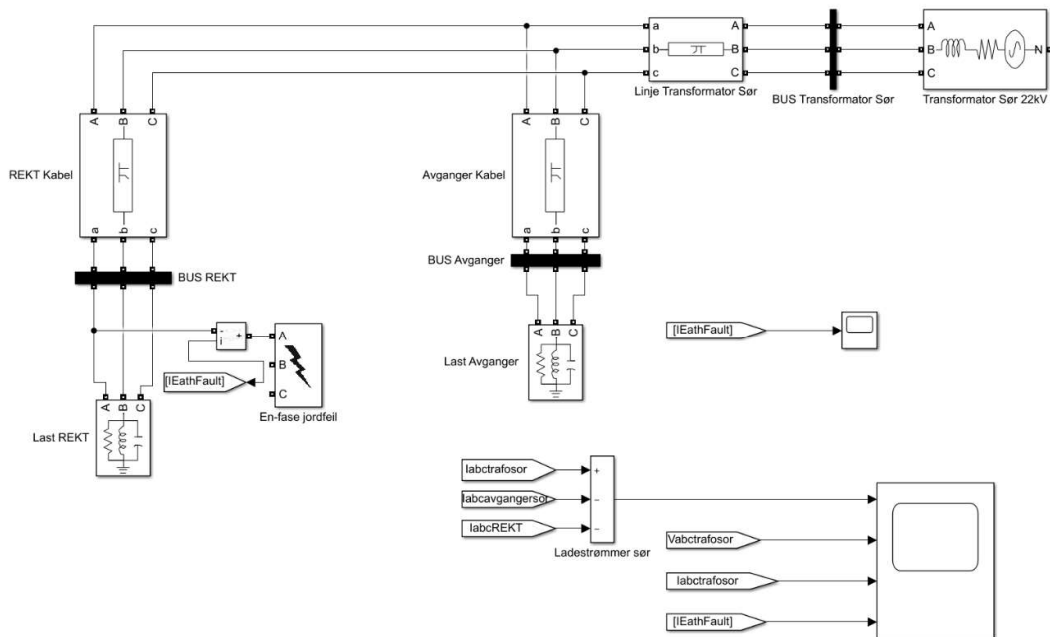 a A
b B
c C
Linje Transformator Sør
BUS Transformator Sør
A
B
C
N
Transformator Sør 22kV
A B C
REKT Kabel
a b c
BUS REKT
A B C
Avganger Kabel
a b c
BUS Avganger
- +
i
[IEathFault]
A
B
C
En-fase jordfeil
A B C
Last REKT
A B C
Last Avganger
[IEathFault]
Iabctrafosor
Iabcavgangersor
IabcREKT
+
−
−
Ladestrømmer sør
Vabctrafosor
Iabctrafosor
[IEathFault]